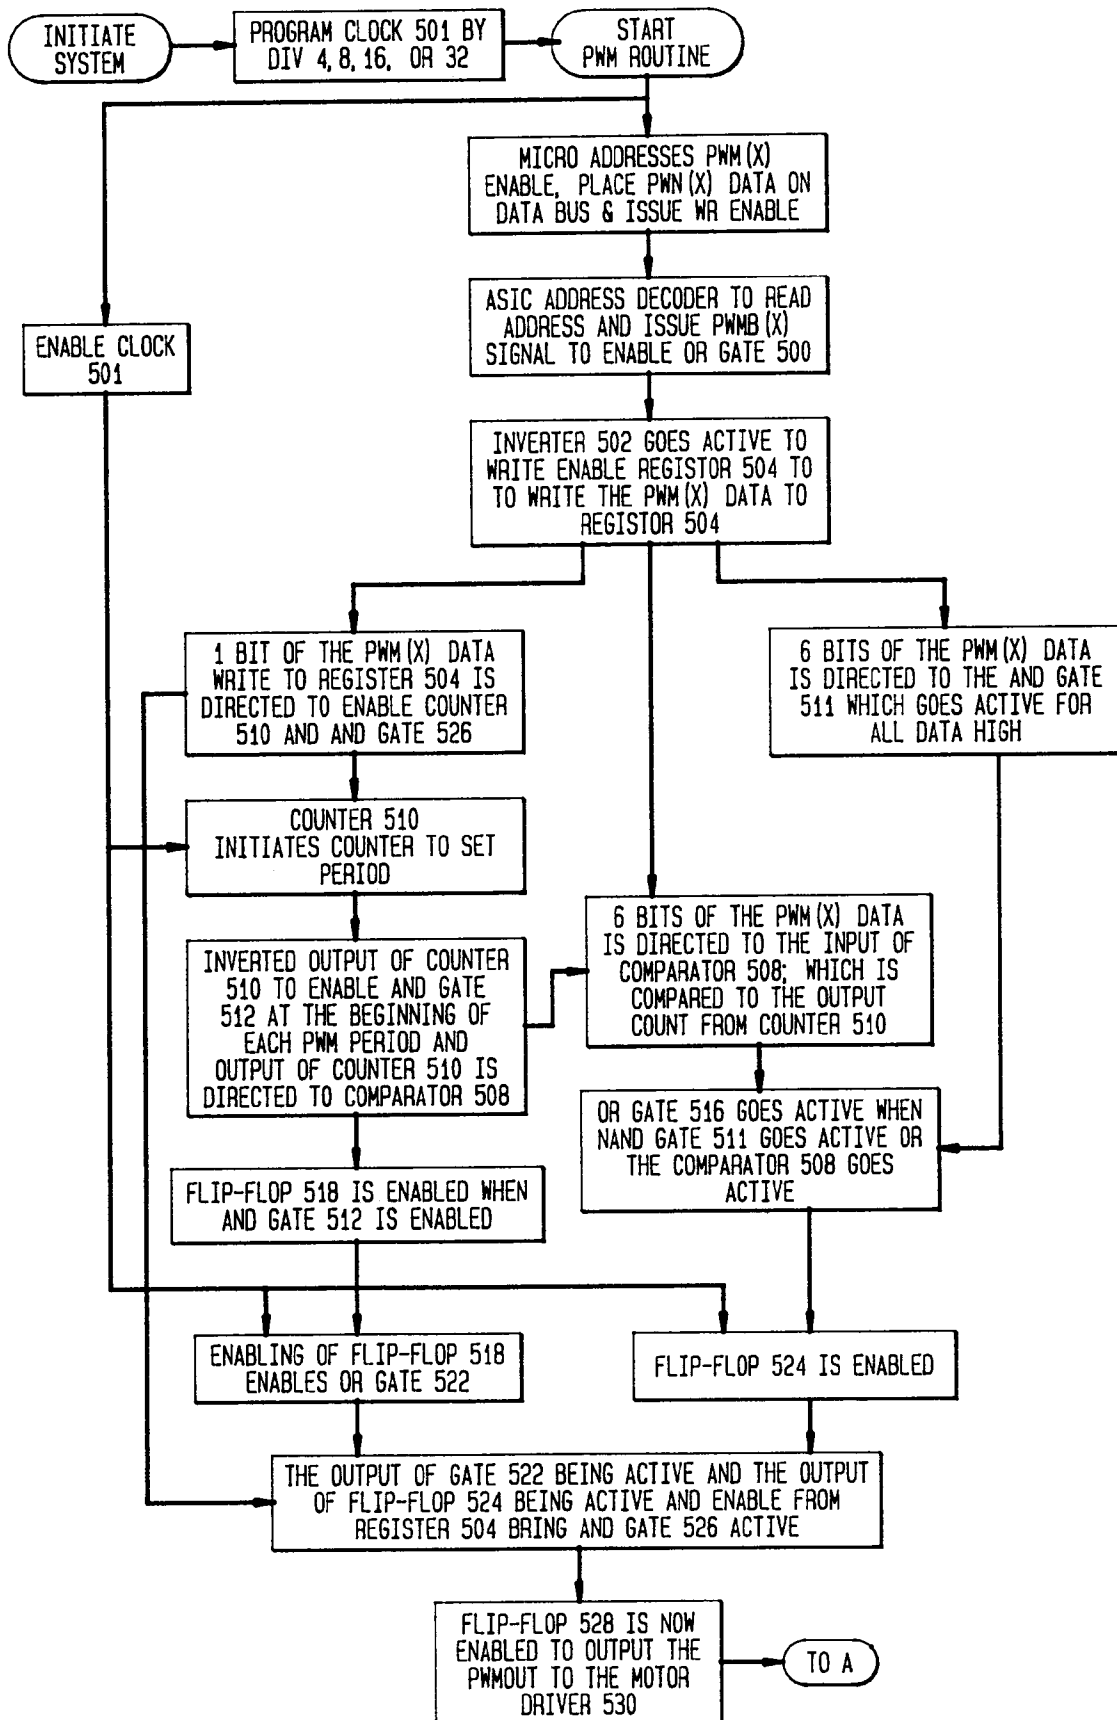 INITIATE
SYSTEM
PROGRAM CLOCK 501 BY
DIV 4, 8, 16, OR 32
START
PWM ROUTINE
MICRO ADDRESSES PWM(X)
ENABLE, PLACE PWN(X) DATA ON
DATA BUS & ISSUE WR ENABLE
ASIC ADDRESS DECODER TO READ
ADDRESS AND ISSUE PWMB(X)
SIGNAL TO ENABLE OR GATE 500
ENABLE CLOCK
501
INVERTER 502 GOES ACTIVE TO
WRITE ENABLE REGISTOR 504 TO
TO WRITE THE PWM(X) DATA TO
REGISTOR 504
1 BIT OF THE PWM(X) DATA
WRITE TO REGISTER 504 IS
DIRECTED TO ENABLE COUNTER
510 AND AND GATE 526
6 BITS OF THE PWM(X) DATA
IS DIRECTED TO THE AND GATE
511 WHICH GOES ACTIVE FOR
ALL DATA HIGH
COUNTER 510
INITIATES COUNTER TO SET
PERIOD
6 BITS OF THE PWM(X) DATA
IS DIRECTED TO THE INPUT OF
COMPARATOR 508; WHICH IS
COMPARED TO THE OUTPUT
COUNT FROM COUNTER 510
INVERTED OUTPUT OF COUNTER
510 TO ENABLE AND GATE
512 AT THE BEGINNING OF
EACH PWM PERIOD AND
OUTPUT OF COUNTER 510 IS
DIRECTED TO COMPARATOR 508
OR GATE 516 GOES ACTIVE WHEN
NAND GATE 511 GOES ACTIVE OR
THE COMPARATOR 508 GOES
ACTIVE
FLIP-FLOP 518 IS ENABLED WHEN
AND GATE 512 IS ENABLED
ENABLING OF FLIP-FLOP 518
ENABLES OR GATE 522
FLIP-FLOP 524 IS ENABLED
THE OUTPUT OF GATE 522 BEING ACTIVE AND THE OUTPUT
OF FLIP-FLOP 524 BEING ACTIVE AND ENABLE FROM
REGISTER 504 BRING AND GATE 526 ACTIVE
FLIP-FLOP 528 IS NOW
ENABLED TO OUTPUT THE
PWMOUT TO THE MOTOR
DRIVER 530
TO A